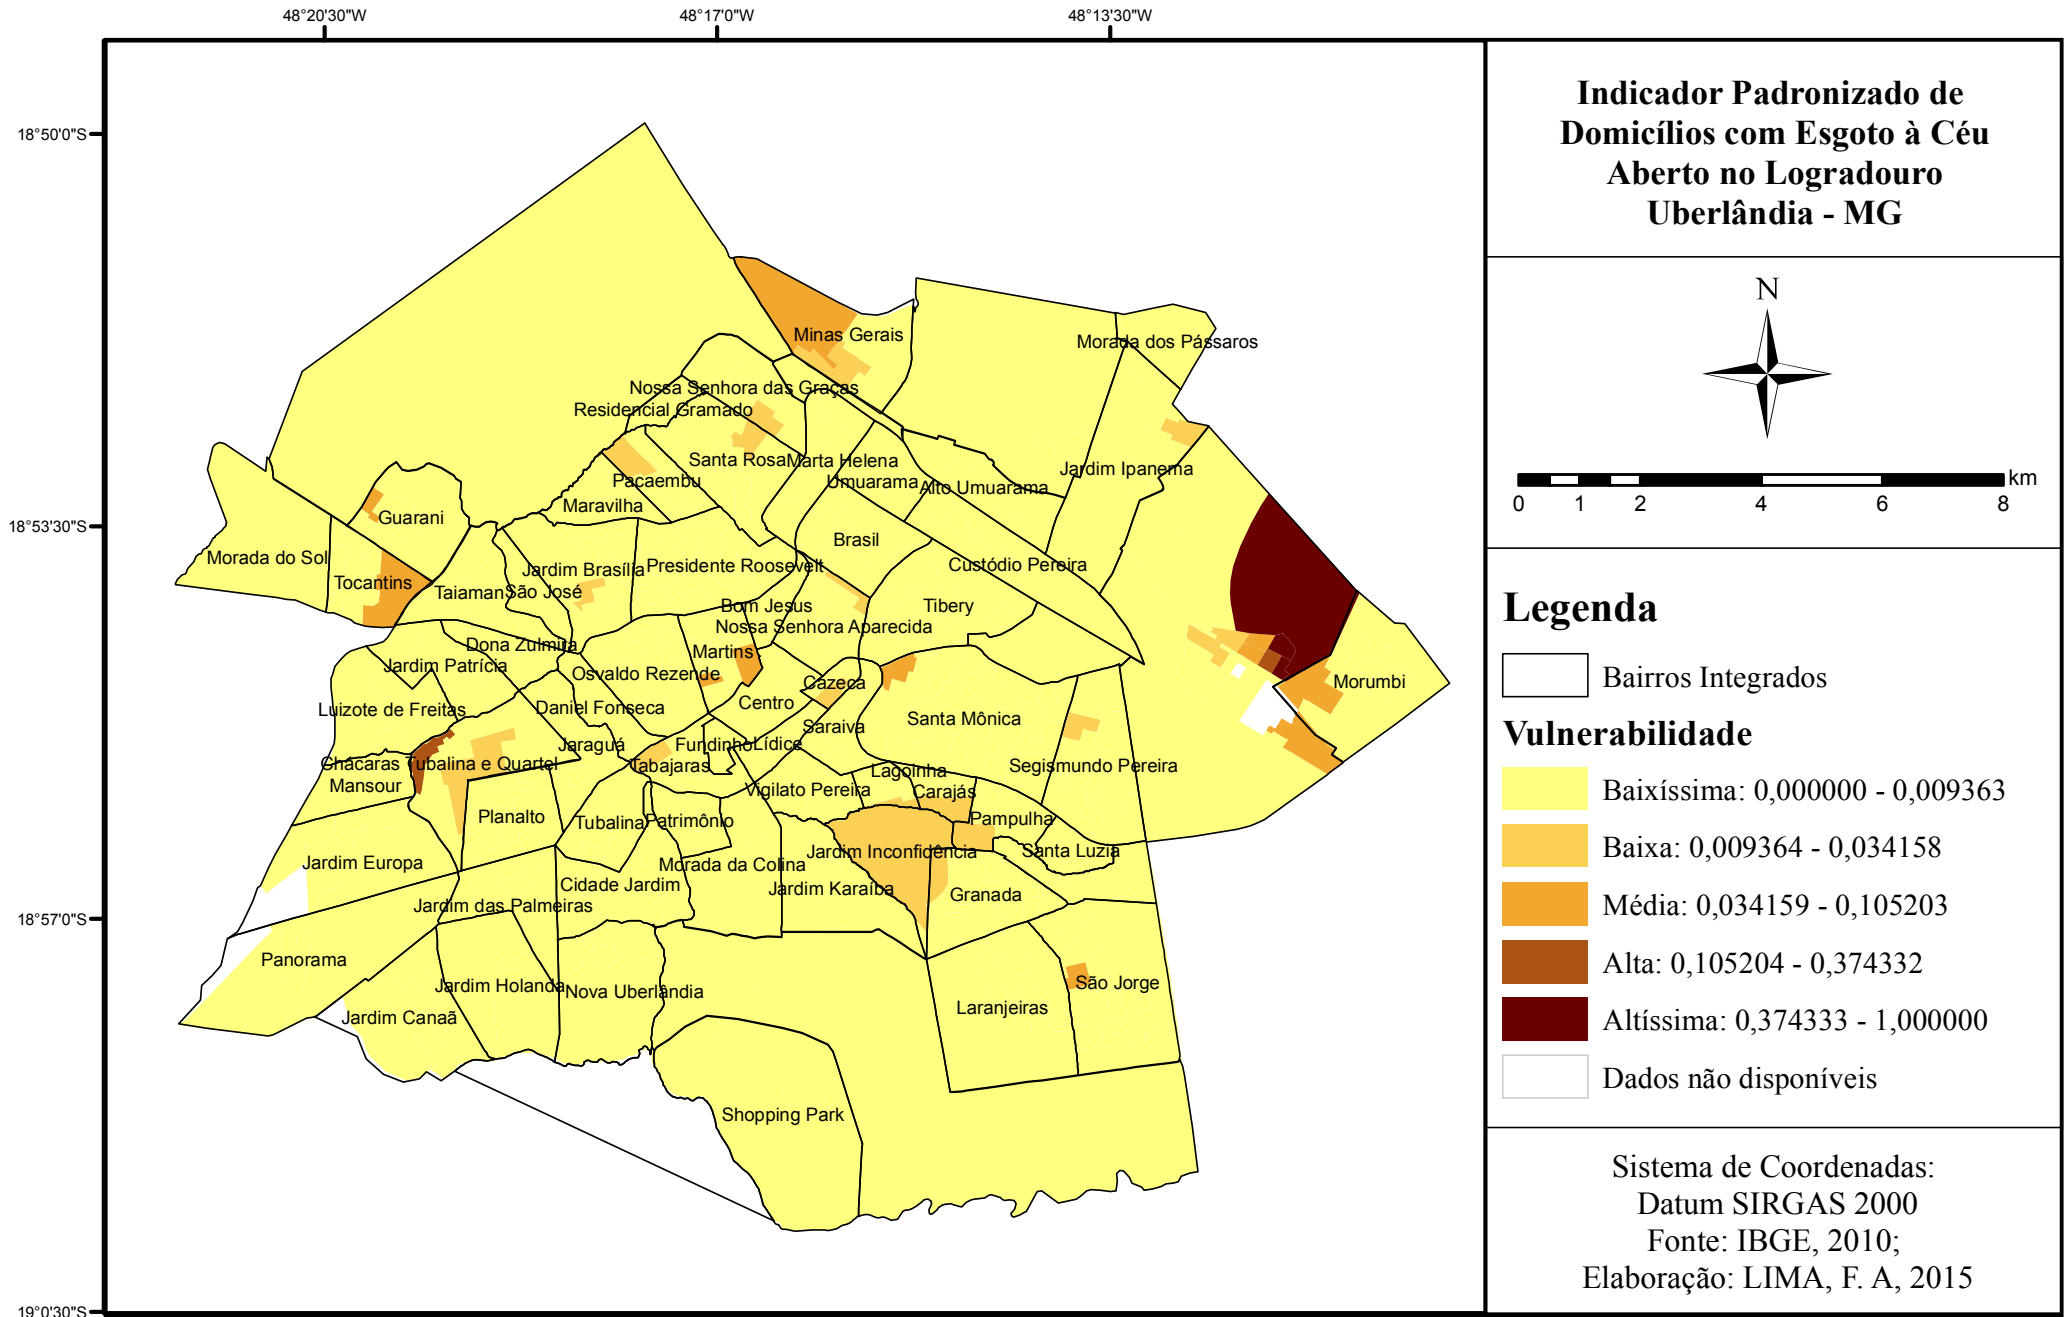 48°20'30"W
48°17'0"W
48°13'30"W
18°50'0"S
18°53'30"S
18°57'0"S
19°0'30"S
Minas Gerais
Morada dos Pássaros
Nossa Senhora das Graças
Residencial Gramado
Santa Rosa
Marta Helena
Jardim Ipanema
Pacaembu
Umuarama
Alto Umuarama
Maravilha
Guarani
Brasil
Morada do Sol
Custódio Pereira
Jardim Brasília
Presidente Roosevelt
Tocantins
Taiaman
São José
Bom Jesus
Tibery
Nossa Senhora Aparecida
Dona Zulmira
Martins
Jardim Patrícia
Osvaldo Rezende
Cazeca
Morumbi
Centro
Luizote de Freitas
Daniel Fonseca
Santa Mônica
Saraiva
Jaraguá
Fundinho
Lídice
Chácaras Tubalina e Quartel
Tabajaras
Segismundo Pereira
Lagoinha
Mansour
Vigilato Pereira
Carajás
Planalto
Tubalina
Patrimônio
Pampulha
Jardim Inconfidência
Santa Luzia
Jardim Europa
Morada da Colina
Cidade Jardim
Jardim Karaíba
Granada
Jardim das Palmeiras
Panorama
São Jorge
Jardim Holanda
Nova Uberlândia
Laranjeiras
Jardim Canaã
Shopping Park
Indicador Padronizado de
Domicílios com Esgoto à Céu
Aberto no Logradouro
Uberlândia - MG
N
km
0 1 2 4 6 8
Legenda
Bairros Integrados
Vulnerabilidade
Baixíssima: 0,000000 - 0,009363
Baixa: 0,009364 - 0,034158
Média: 0,034159 - 0,105203
Alta: 0,105204 - 0,374332
Altíssima: 0,374333 - 1,000000
Dados não disponíveis
Sistema de Coordenadas:
Datum SIRGAS 2000
Fonte: IBGE, 2010;
Elaboração: LIMA, F. A, 2015